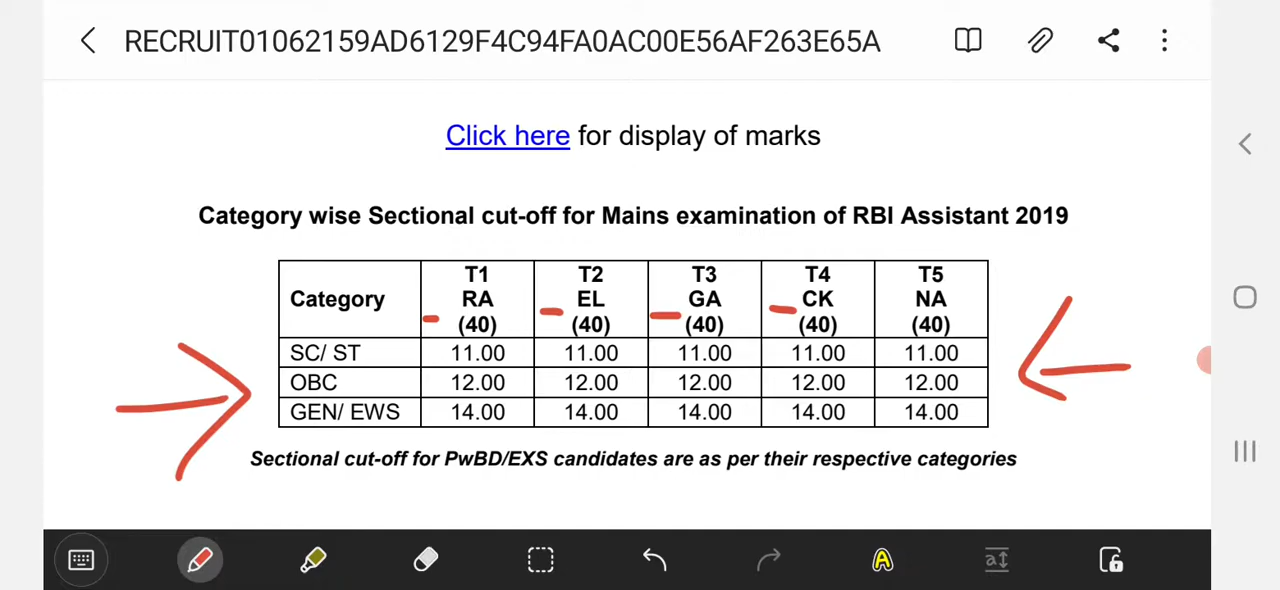 RECRUIT01062159AD6129F4C94FA0AC00E56AF263E65A
Click here for display of marks
Category wise Sectional cut-off for Mains examination of RBI Assistant 2019
Category T1 RA (40) T2 EL (40) T3 GA (40) T4 CK (40) T5 NA (40)
SC/ ST 11.00 11.00 11.00 11.00 11.00
OBC 12.00 12.00 12.00 12.00 12.00
GEN/ EWS 14.00 14.00 14.00 14.00 14.00
Sectional cut-off for PwBD/EXS candidates are as per their respective categories
A a